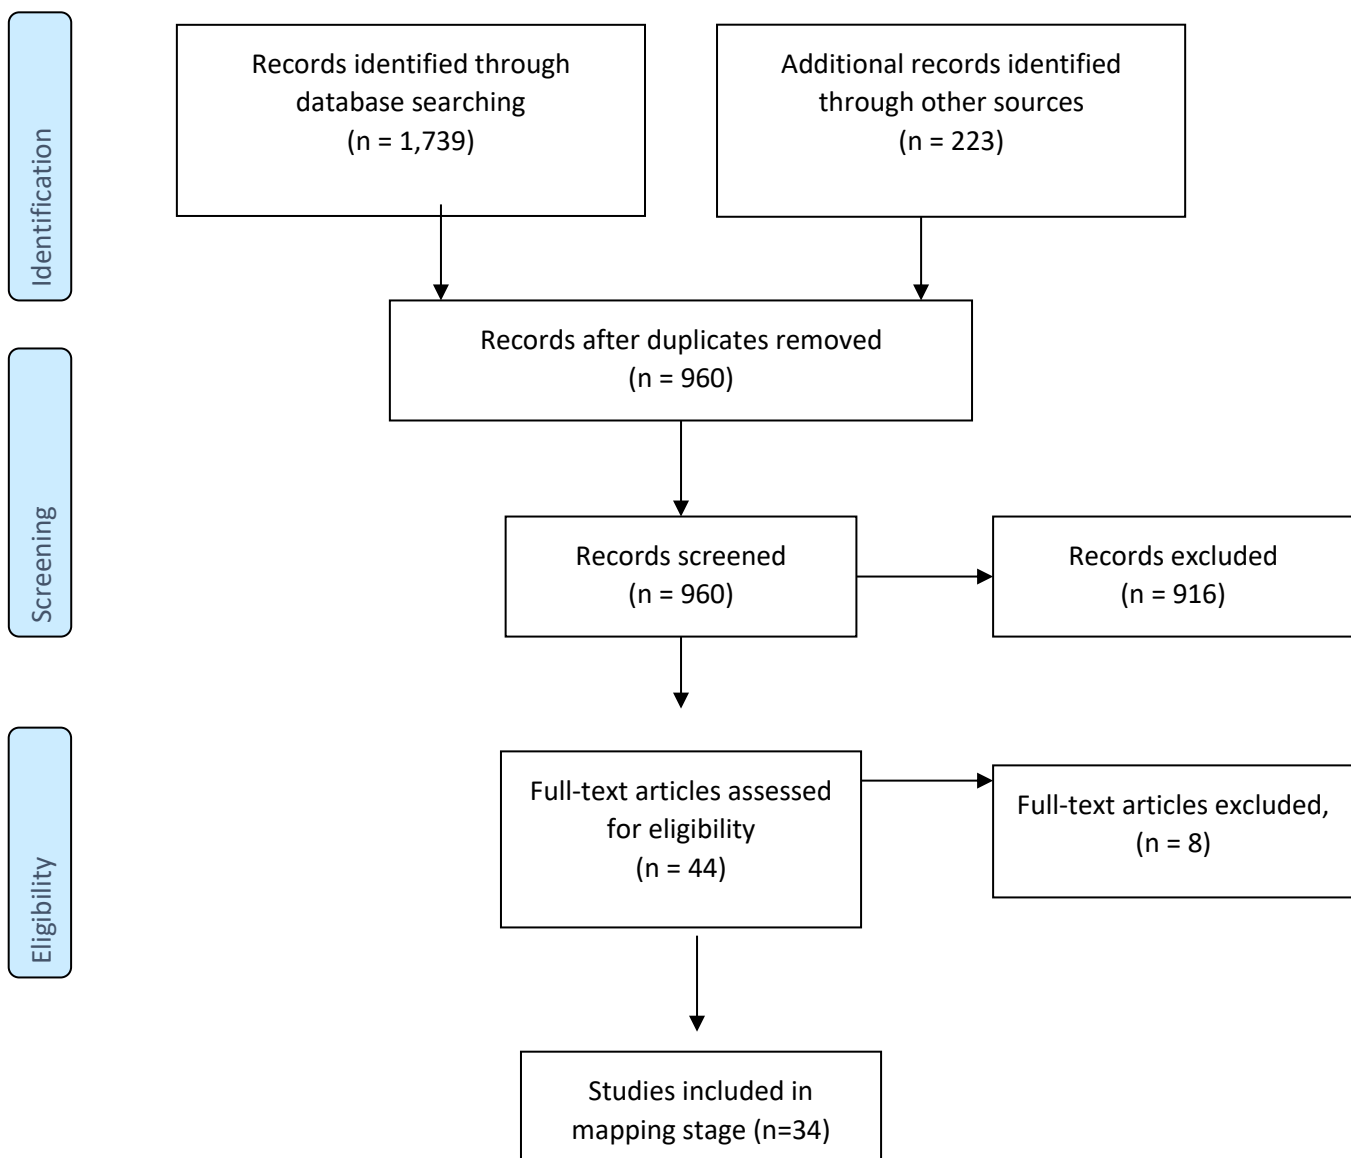 Identification
Records identified through
database searching
(n = 1,739)
Additional records identified
through other sources
(n = 223)
Records after duplicates removed
(n = 960)
Screening
Records screened
(n = 960)
Records excluded
(n = 916)
Eligibility
Full-text articles assessed
for eligibility
(n = 44)
Full-text articles excluded,
(n = 8)
Studies included in
mapping stage (n=34)